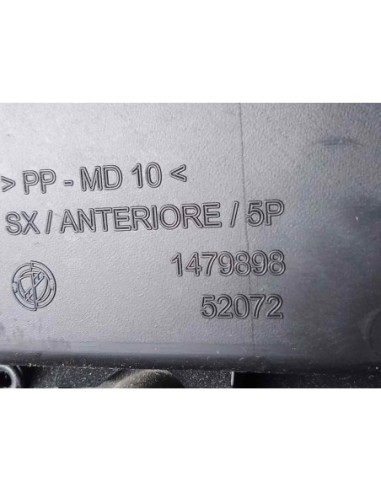 > PP - MD 10 <
SX / ANTERIORE / 5P
1479898
52072